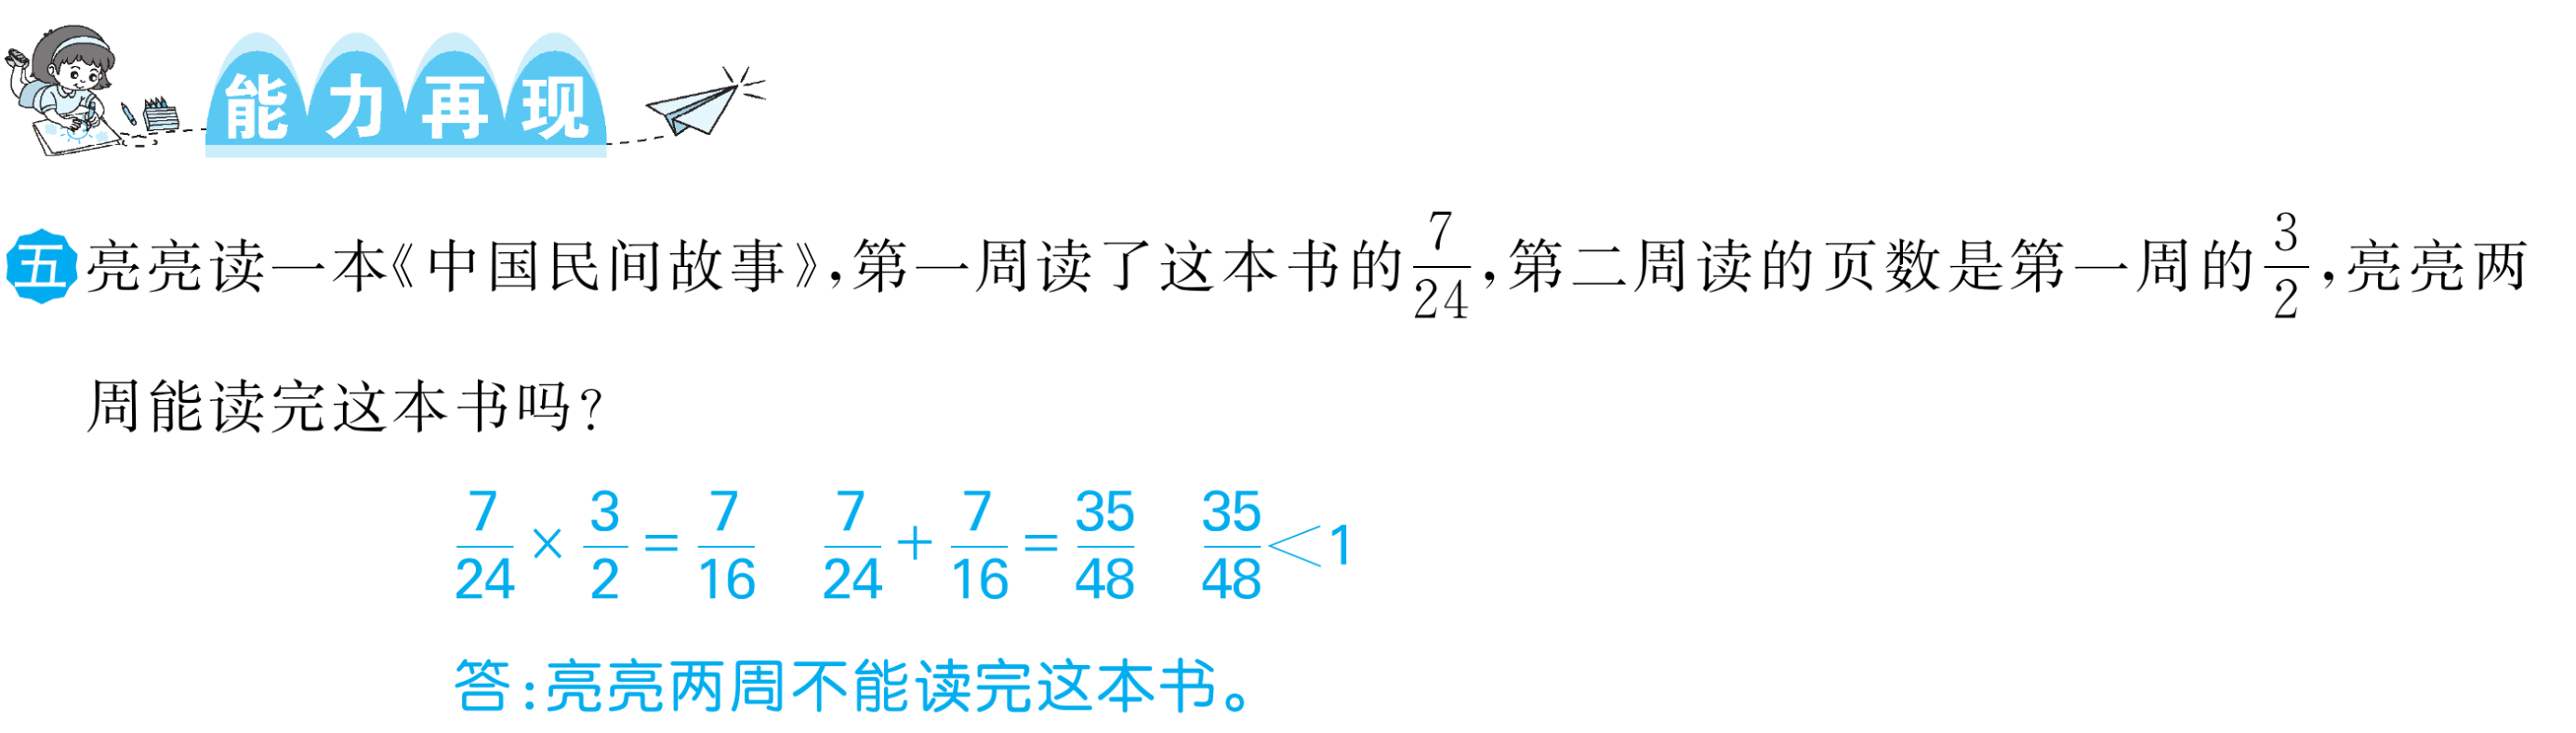 能力再现
五 亮亮读一本《中国民间故事》,第一周读了这本书的7/24,第二周读的页数是第一周的3/2,亮亮两
周能读完这本书吗?
7/24 × 3/2 = 7/16  7/24 + 7/16 = 35/48  35/48 < 1
答:亮亮两周不能读完这本书。